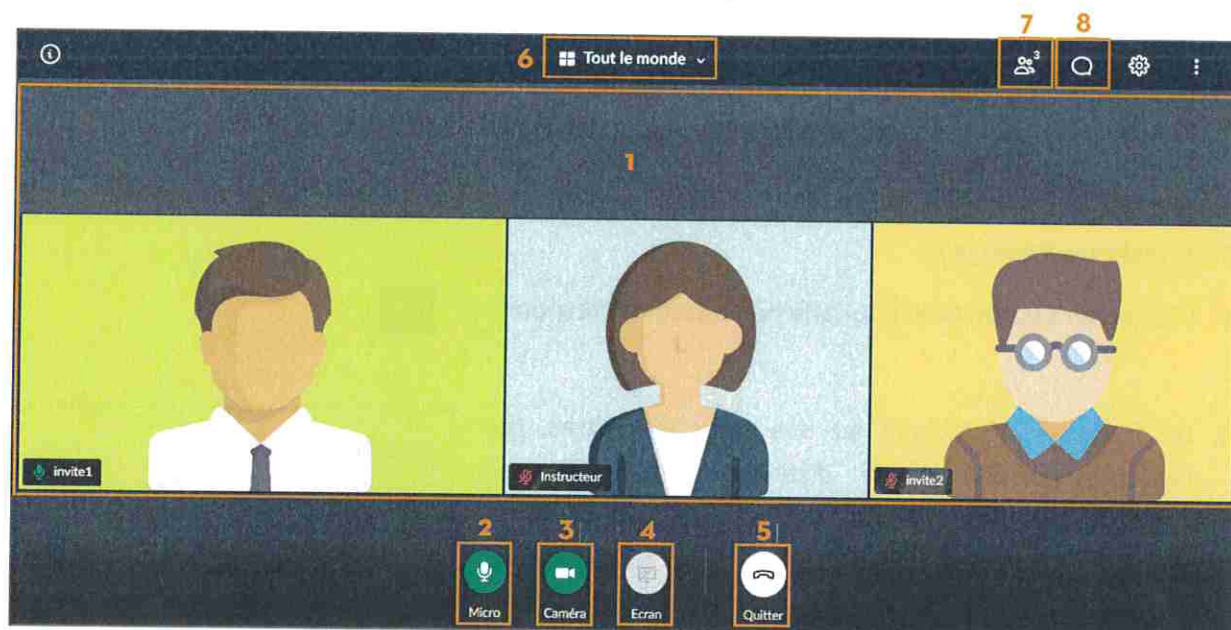 7 8
6 Tout le monde
3
1
invite1
Instructeur
invite2
2 3 4 5
Micro Caméra Ecran Quitter